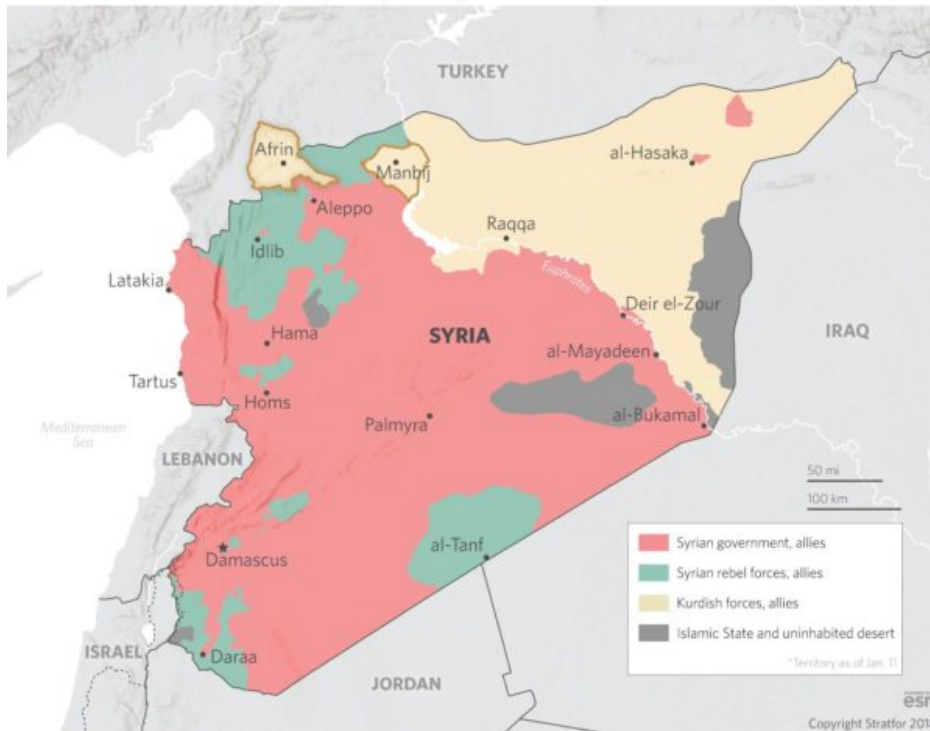 TURKEY
Afrin
Manbij
al-Hasaka
Aleppo
Raqqa
Idlib
Euphrates
Latakia
Deir el-Zour
Hama
SYRIA
IRAQ
al-Mayadeen
Tartus
Homs
Palmyra
al-Bukamal
Mediterranean
Sea
LEBANON
50 mi
100 km
al-Tanf
Damascus
Syrian government, allies
Syrian rebel forces, allies
Kurdish forces, allies
Islamic State and uninhabited desert
*Territory as of Jan. 11
ISRAEL
Daraa
JORDAN
Copyright Stratfor